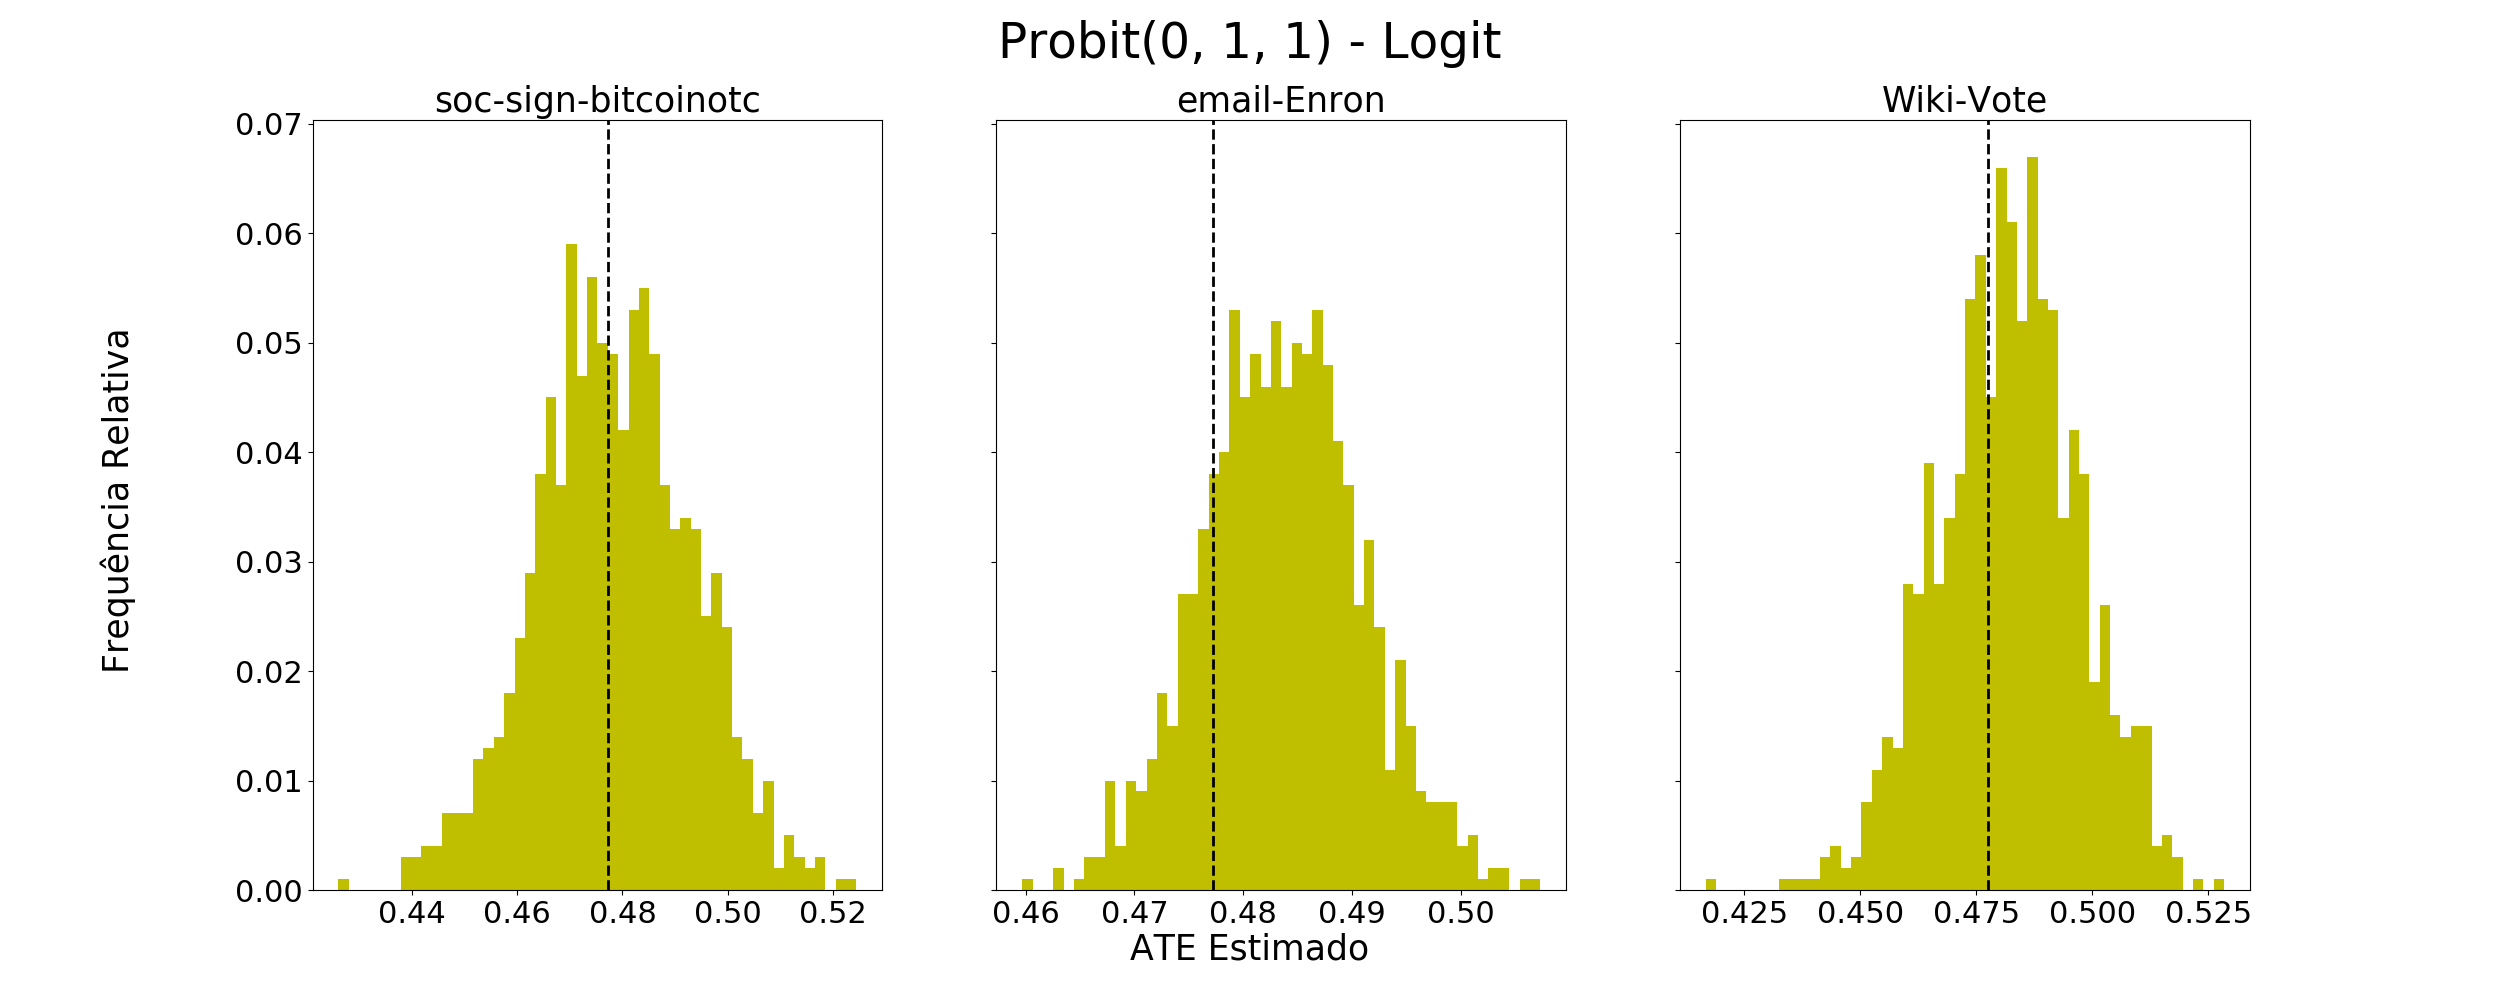 Probit(0, 1, 1) - Logit
soc-sign-bitcoinotc
email-Enron
Wiki-Vote
Frequência Relativa
0.07
0.06
0.05
0.04
0.03
0.02
0.01
0.00
0.44 0.46 0.48 0.50 0.52
0.46 0.47 0.48 0.49 0.50
0.425 0.450 0.475 0.500 0.525
ATE Estimado